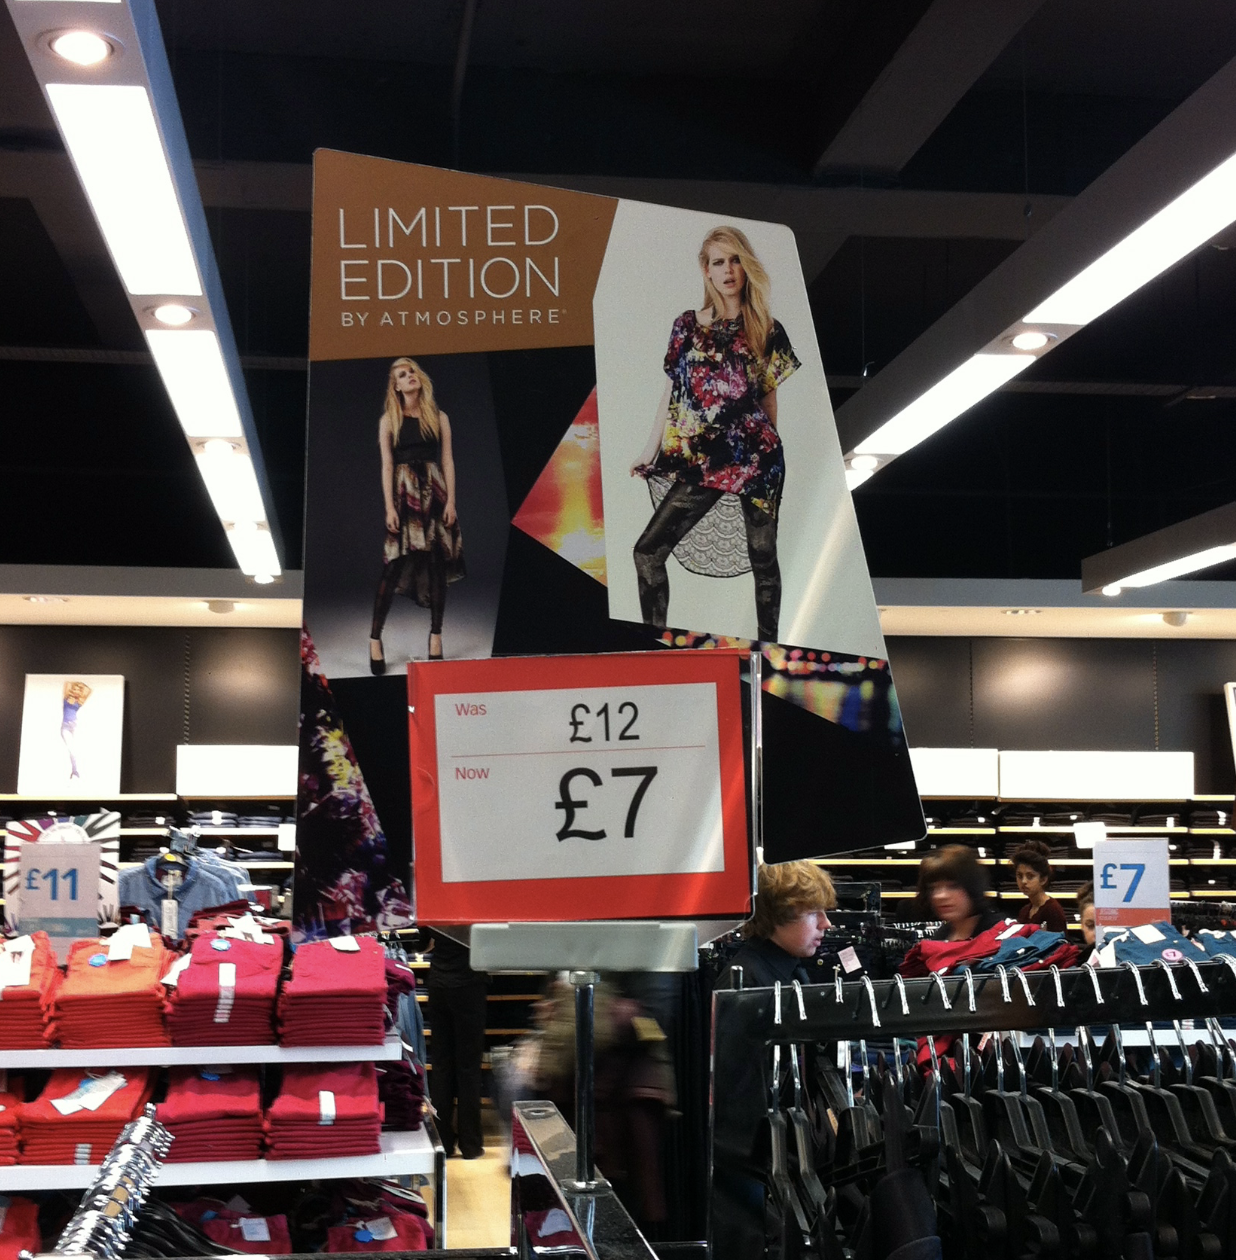 LIMITED
EDITION
BY ATMOSPHERE
Was £12
Now £7
£11
£7